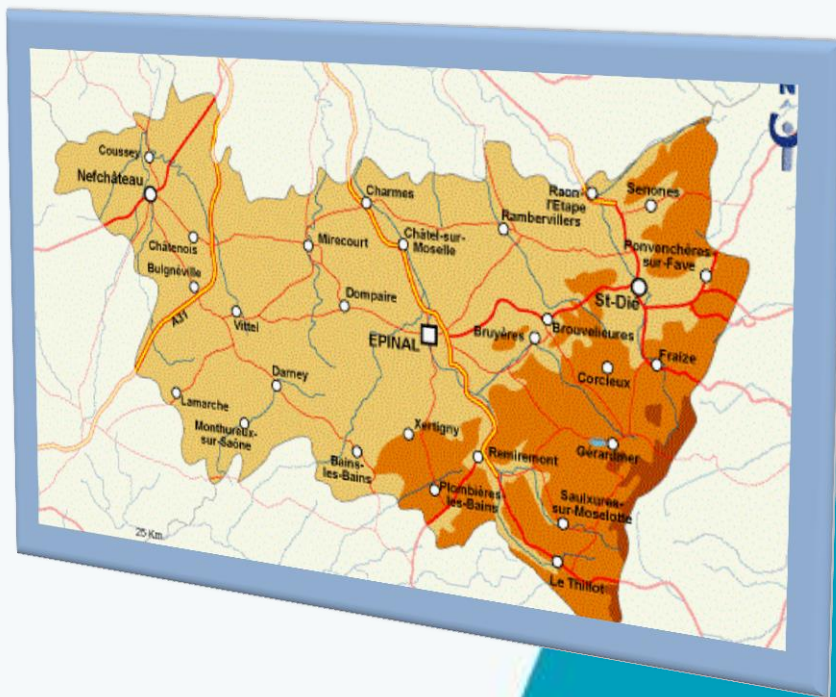 N
Coussey
Nefchâteau
Charmes
Raon
l'Etape
Senones
Rambervillers
Châtel-sur-
Moselle
Mirecourt
Châtenois
Ponvenchères
sur-Fave
Bulgnéville
St-Die
Dompaire
A31
Vittel
EPINAL
Bruyères
Brouvelieures
Fraize
Corcieux
Darney
Lamarche
Monthureux-
sur-Saône
Xertigny
Gérardmer
Bains-
les-Bains
Remiremont
Plombières
-les-Bains
Saulxures-
sur-Moselotte
25 Km
Le Thillot